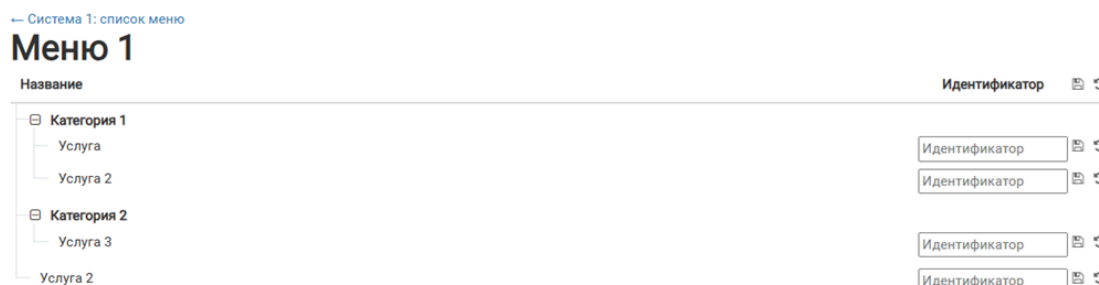 ← Система 1: список меню
Меню 1
Название Идентификатор
Категория 1
Услуга Идентификатор
Услуга 2 Идентификатор
Категория 2
Услуга 3 Идентификатор
Услуга 2 Идентификатор